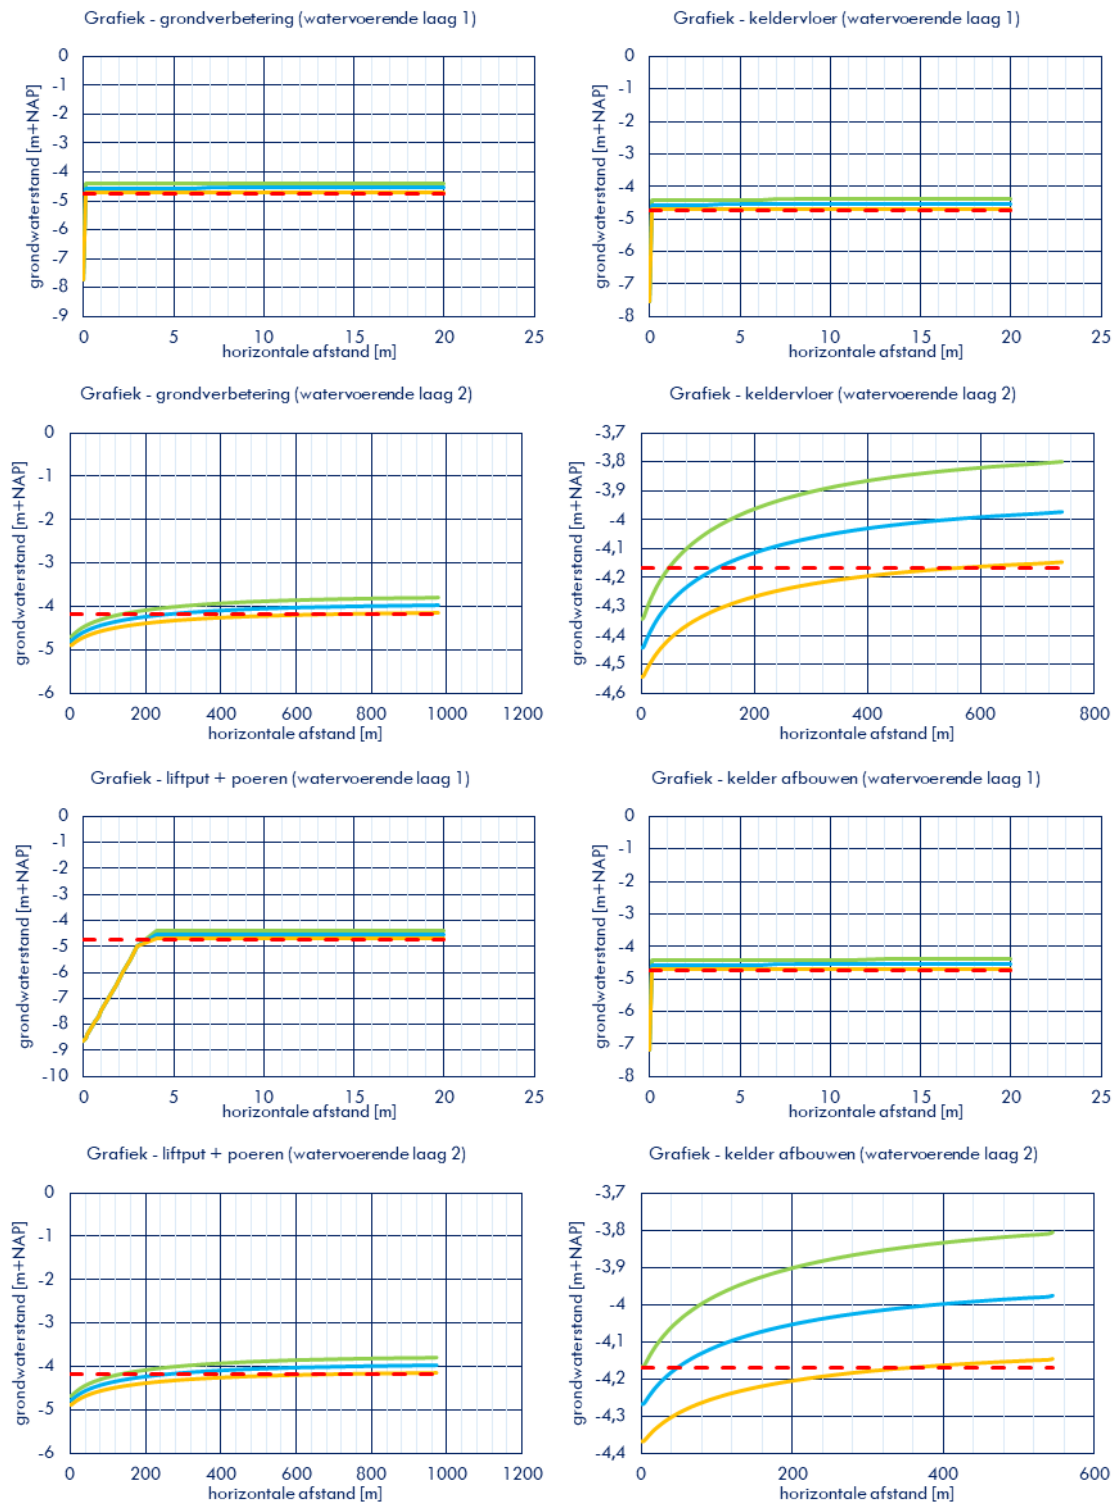 Grafiek - grondverbetering (watervoerende laag 1)
grondwaterstand [m+NAP]
0
-1
-2
-3
-4
-5
-6
-7
-8
-9
0 5 10 15 20 25
horizontale afstand [m]
Grafiek - keldervloer (watervoerende laag 1)
grondwaterstand [m+NAP]
0
-1
-2
-3
-4
-5
-6
-7
-8
0 5 10 15 20 25
horizontale afstand [m]
Grafiek - grondverbetering (watervoerende laag 2)
grondwaterstand [m+NAP]
0
-1
-2
-3
-4
-5
-6
0 200 400 600 800 1000 1200
horizontale afstand [m]
Grafiek - keldervloer (watervoerende laag 2)
grondwaterstand [m+NAP]
-3,7
-3,8
-3,9
-4
-4,1
-4,2
-4,3
-4,4
-4,5
-4,6
0 200 400 600 800
horizontale afstand [m]
Grafiek - liftput + poeren (watervoerende laag 1)
grondwaterstand [m+NAP]
0
-1
-2
-3
-4
-5
-6
-7
-8
-9
-10
0 5 10 15 20 25
horizontale afstand [m]
Grafiek - kelder afbouwen (watervoerende laag 1)
grondwaterstand [m+NAP]
0
-1
-2
-3
-4
-5
-6
-7
-8
0 5 10 15 20 25
horizontale afstand [m]
Grafiek - liftput + poeren (watervoerende laag 2)
grondwaterstand [m+NAP]
0
-1
-2
-3
-4
-5
-6
0 200 400 600 800 1000 1200
horizontale afstand [m]
Grafiek - kelder afbouwen (watervoerende laag 2)
grondwaterstand [m+NAP]
-3,7
-3,8
-3,9
-4
-4,1
-4,2
-4,3
-4,4
0 200 400 600
horizontale afstand [m]